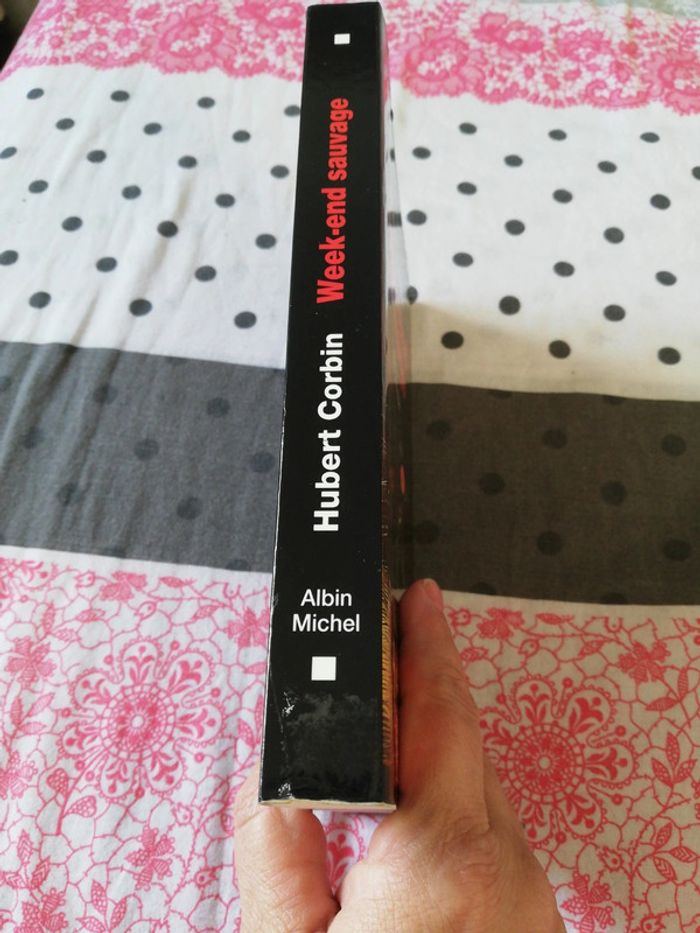 Hubert Corbin Week-end sauvage
Albin
Michel